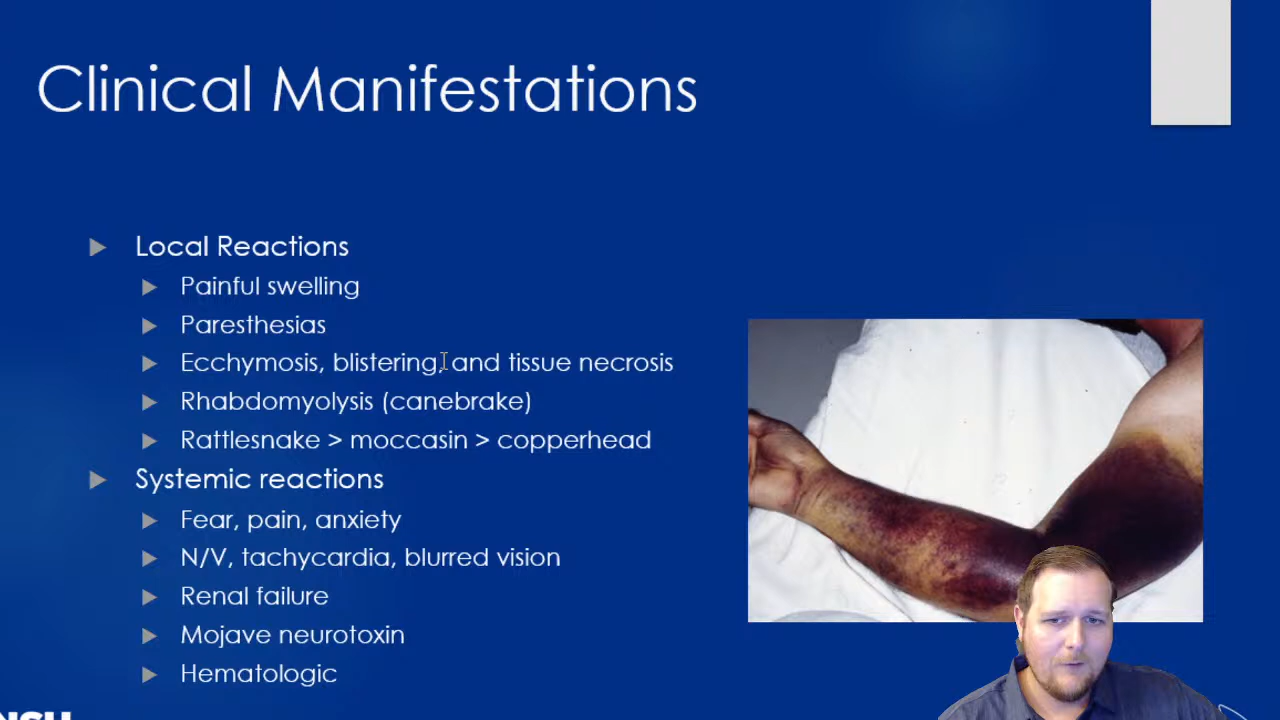 Clinical Manifestations
Local Reactions
Painful swelling
Paresthesias
Ecchymosis, blistering, and tissue necrosis
Rhabdomyolysis (canebrake)
Rattlesnake > moccasin > copperhead
Systemic reactions
Fear, pain, anxiety
N/V, tachycardia, blurred vision
Renal failure
Mojave neurotoxin
Hematologic